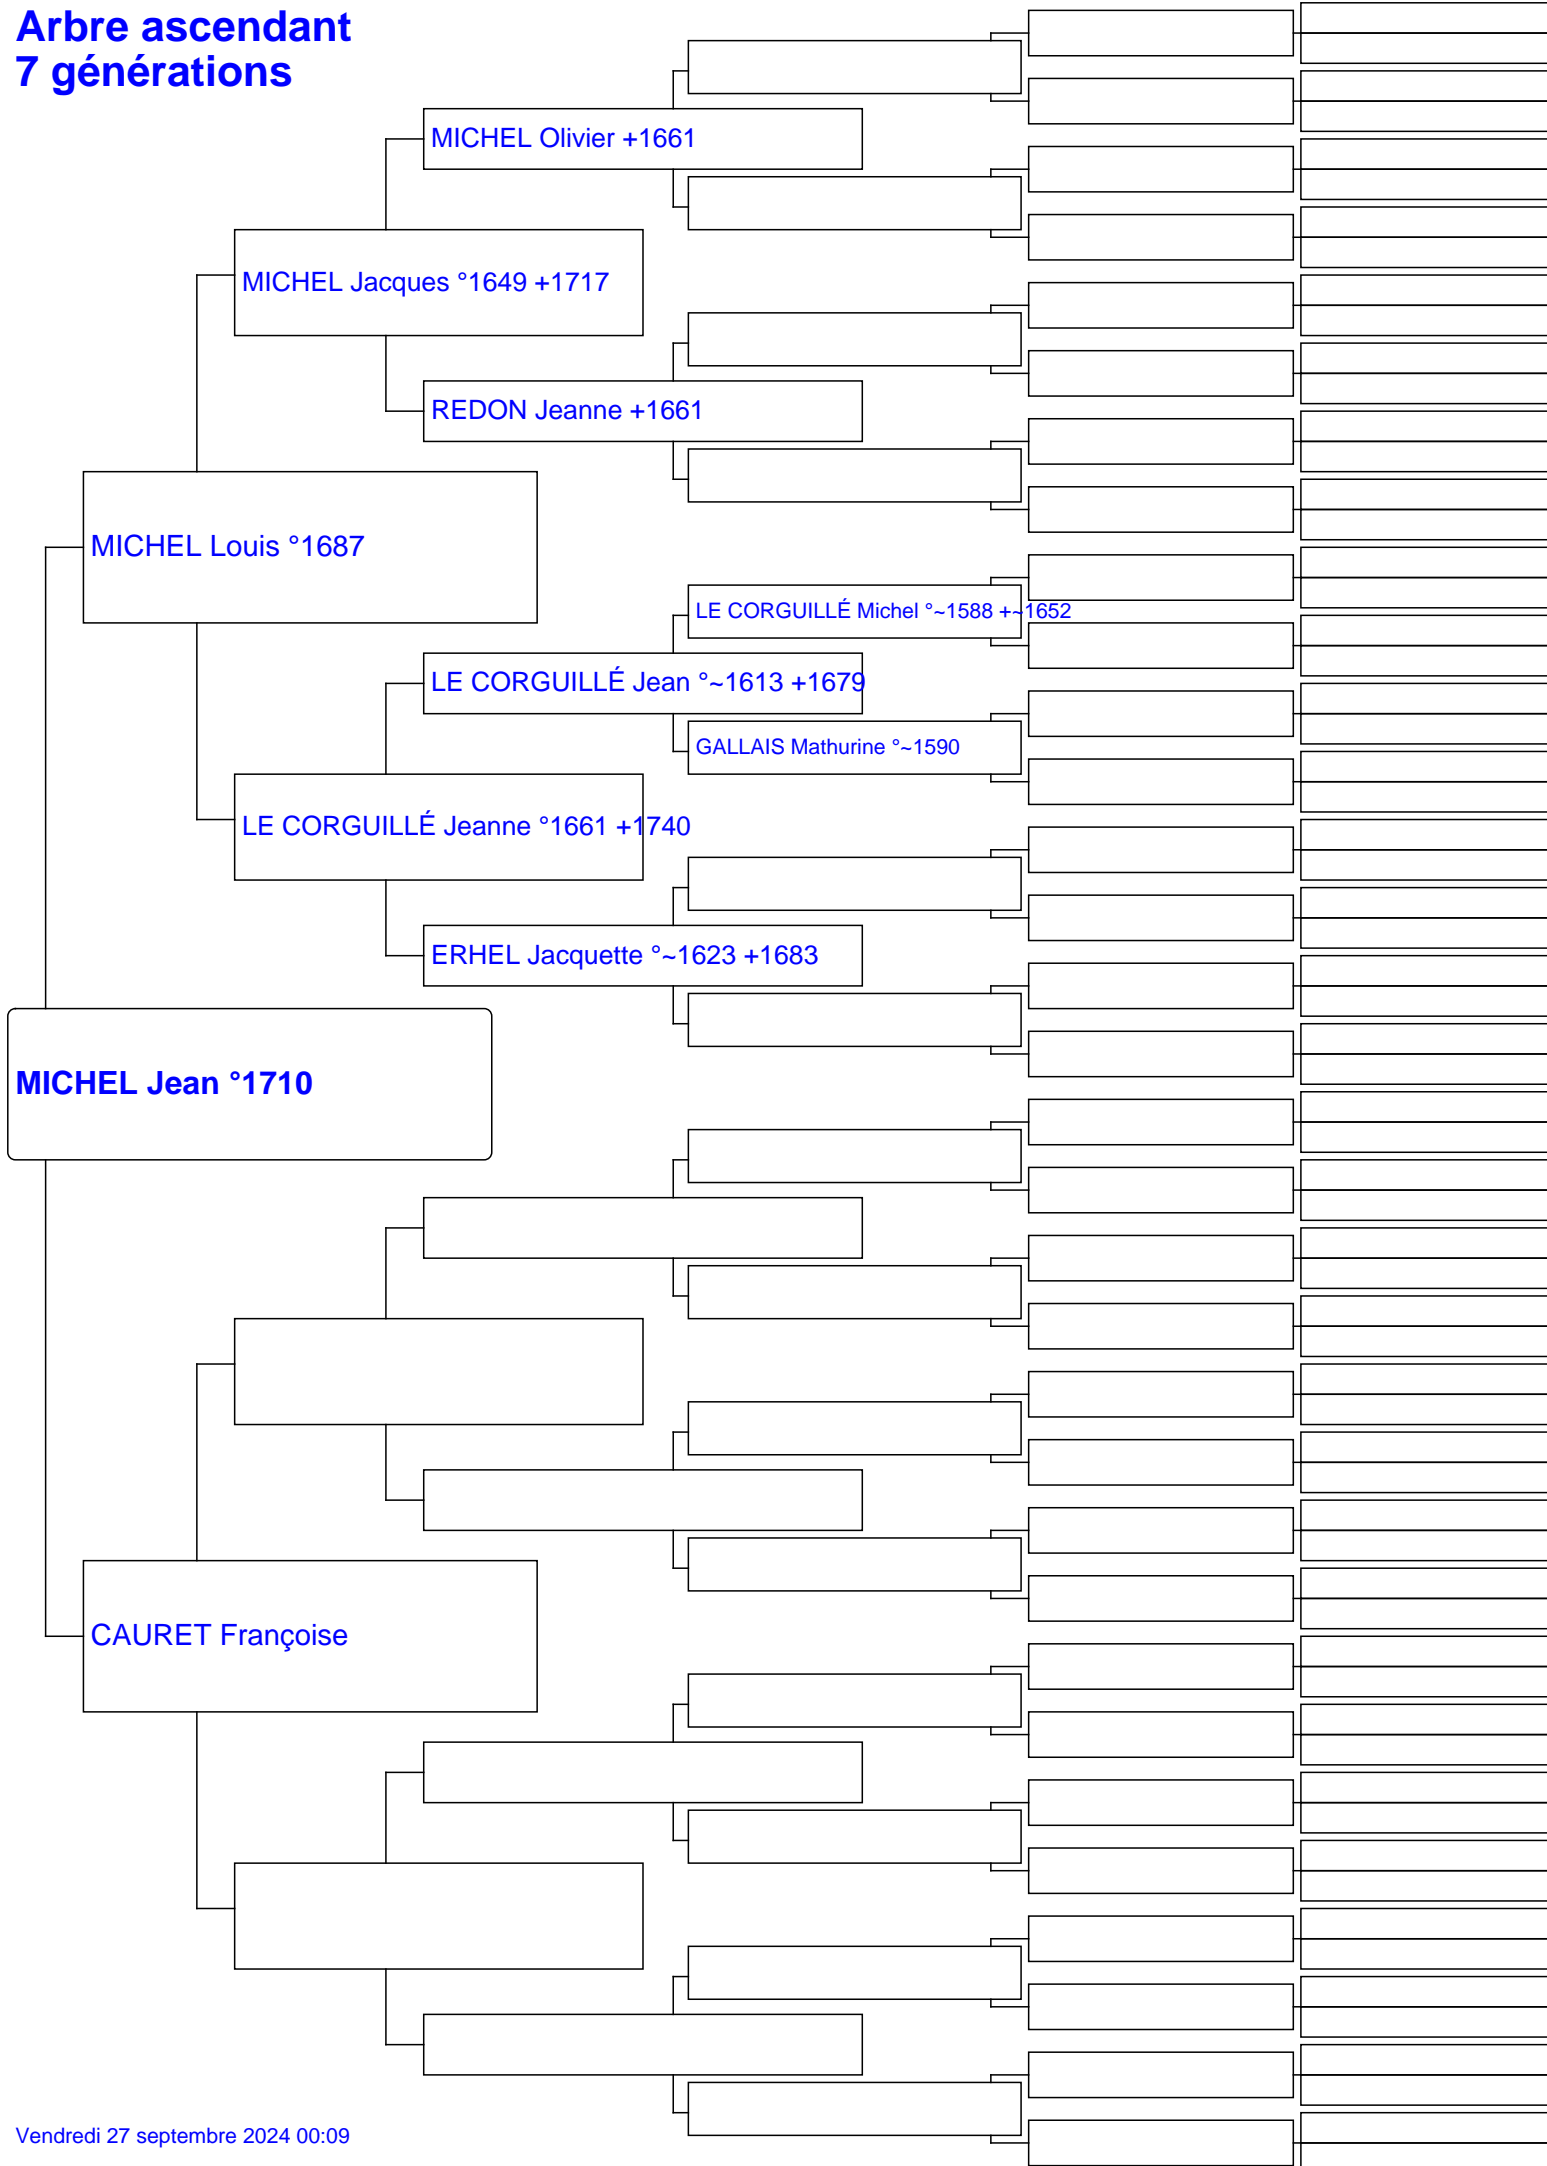 Arbre ascendant
7 générations
MICHEL Olivier +1661
MICHEL Jacques °1649 +1717
REDON Jeanne +1661
MICHEL Louis °1687
LE CORGUILLÉ Michel °~1588 +~1652
LE CORGUILLÉ Jean °~1613 +1679
GALLAIS Mathurine °~1590
LE CORGUILLÉ Jeanne °1661 +1740
ERHEL Jacquette °~1623 +1683
MICHEL Jean °1710
CAURET Françoise
Vendredi 27 septembre 2024 00:09